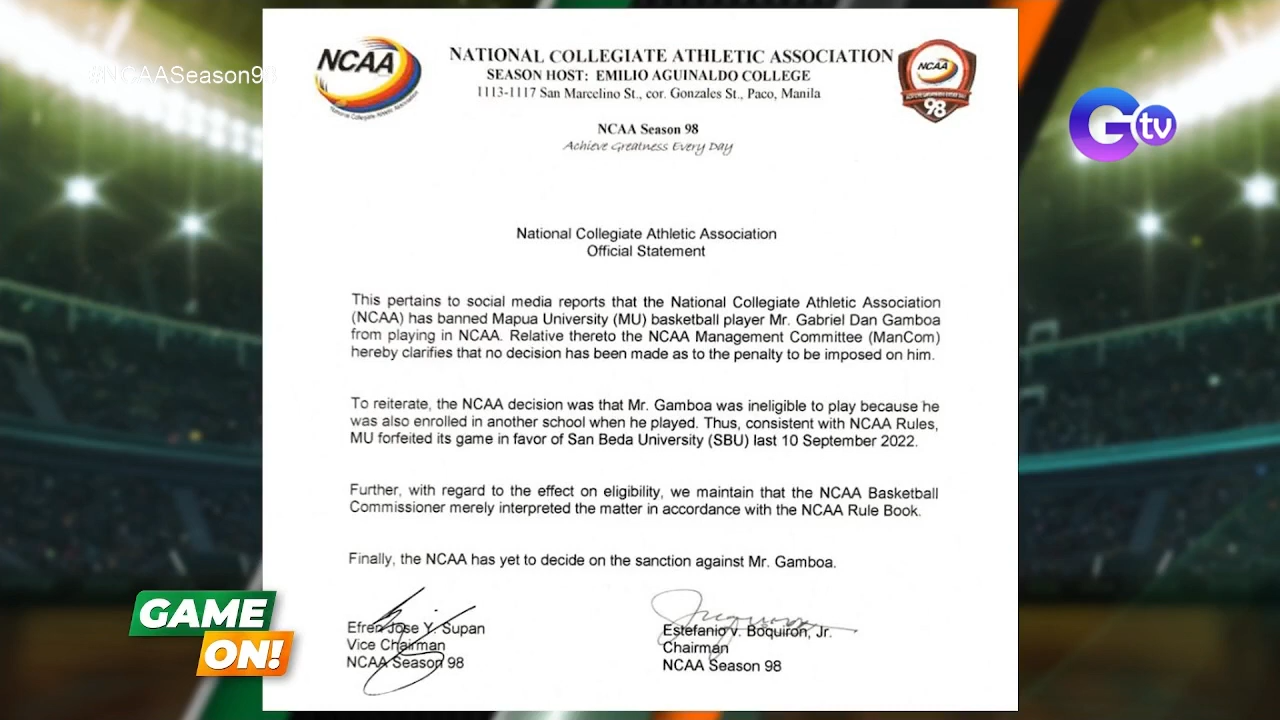 #NCAASeason98
NCAA
National Collegiate Athletic Association
NATIONAL COLLEGIATE ATHLETIC ASSOCIATION
SEASON HOST: EMILIO AGUINALDO COLLEGE
1113-1117 San Marcelino St., cor. Gonzales St., Paco, Manila
NCAA
98
Gtv
NCAA Season 98
Achieve Greatness Every Day
National Collegiate Athletic Association
Official Statement
This pertains to social media reports that the National Collegiate Athletic Association
(NCAA) has banned Mapua University (MU) basketball player Mr. Gabriel Dan Gamboa
from playing in NCAA. Relative thereto the NCAA Management Committee (ManCom)
hereby clarifies that no decision has been made as to the penalty to be imposed on him.
To reiterate, the NCAA decision was that Mr. Gamboa was ineligible to play because he
was also enrolled in another school when he played. Thus, consistent with NCAA Rules,
MU forfeited its game in favor of San Beda University (SBU) last 10 September 2022.
Further, with regard to the effect on eligibility, we maintain that the NCAA Basketball
Commissioner merely interpreted the matter in accordance with the NCAA Rule Book.
Finally, the NCAA has yet to decide on the sanction against Mr. Gamboa.
Efren Jose Y. Supan
Vice Chairman
NCAA Season 98
Estefanio V. Boquiron, Jr.
Chairman
NCAA Season 98
GAME
ON!